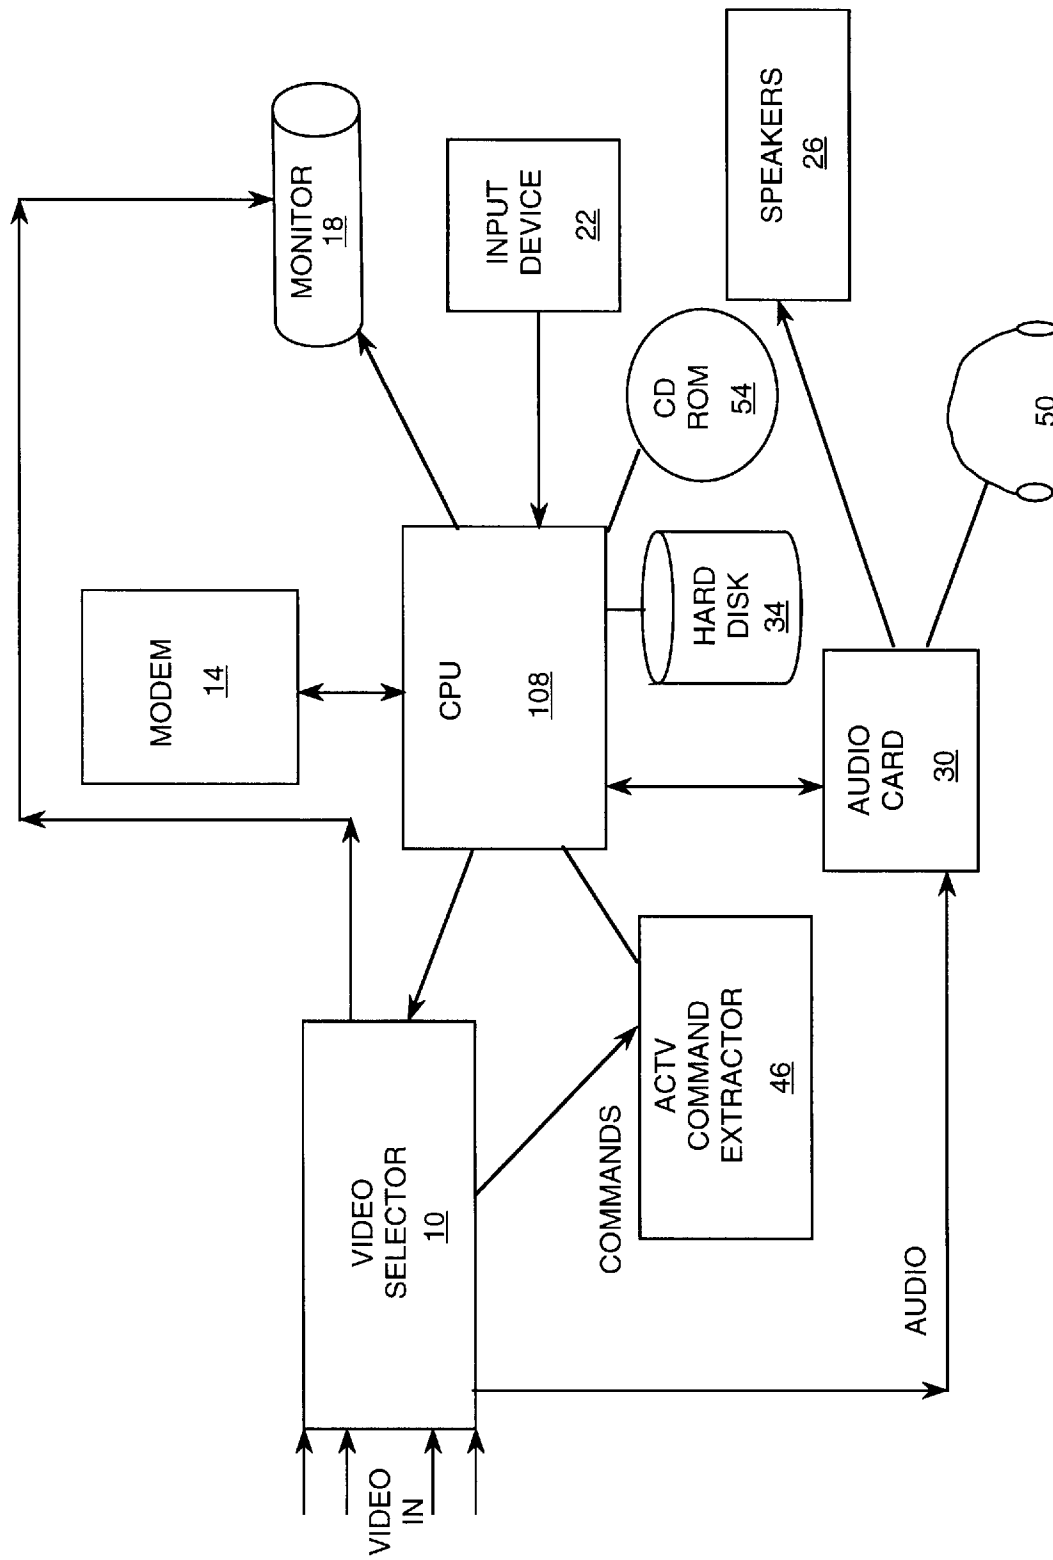 VIDEO
IN
VIDEO
SELECTOR
10
MODEM
14
MONITOR
18
CPU
108
INPUT
DEVICE
22
COMMANDS
ACTV
COMMAND
EXTRACTOR
46
HARD
DISK
34
CD
ROM
54
SPEAKERS
26
AUDIO
AUDIO
CARD
30
50